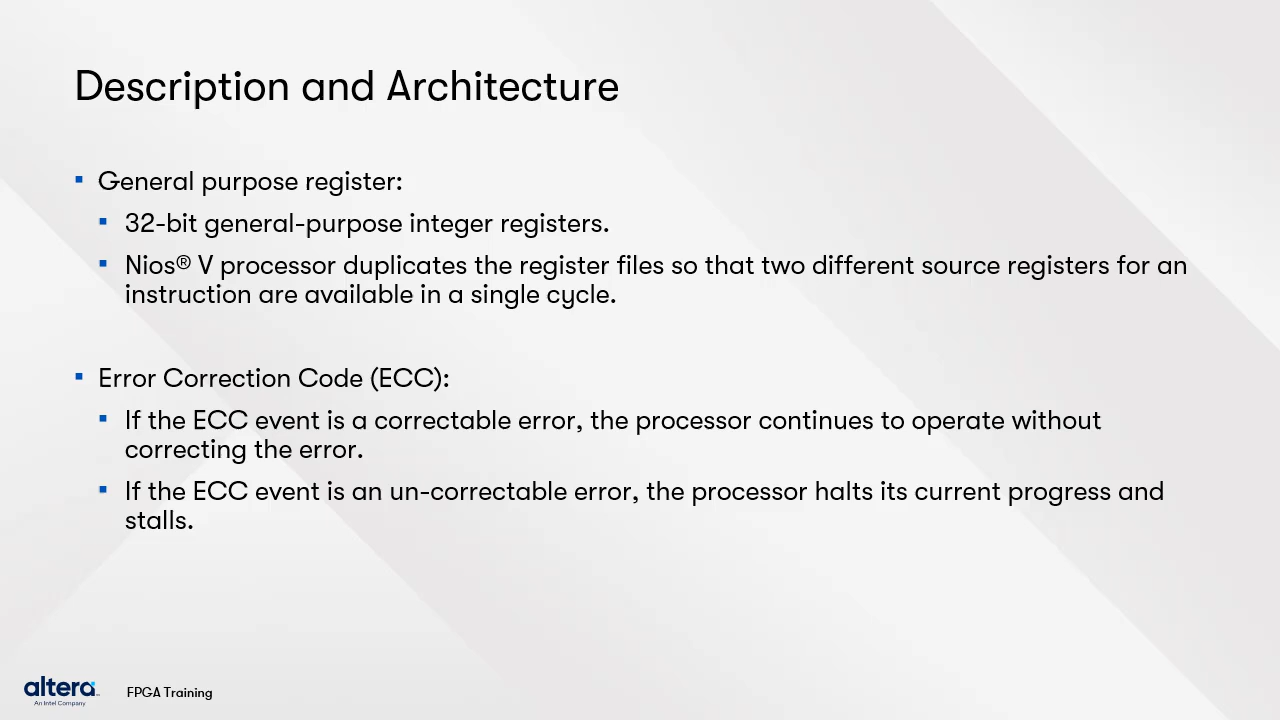 Description and Architecture
▪ General purpose register:
▪ 32-bit general-purpose integer registers.
▪ Nios® V processor duplicates the register files so that two different source registers for an
instruction are available in a single cycle.
▪ Error Correction Code (ECC):
▪ If the ECC event is a correctable error, the processor continues to operate without
correcting the error.
▪ If the ECC event is an un-correctable error, the processor halts its current progress and
stalls.
altera™
An Intel Company
FPGA Training